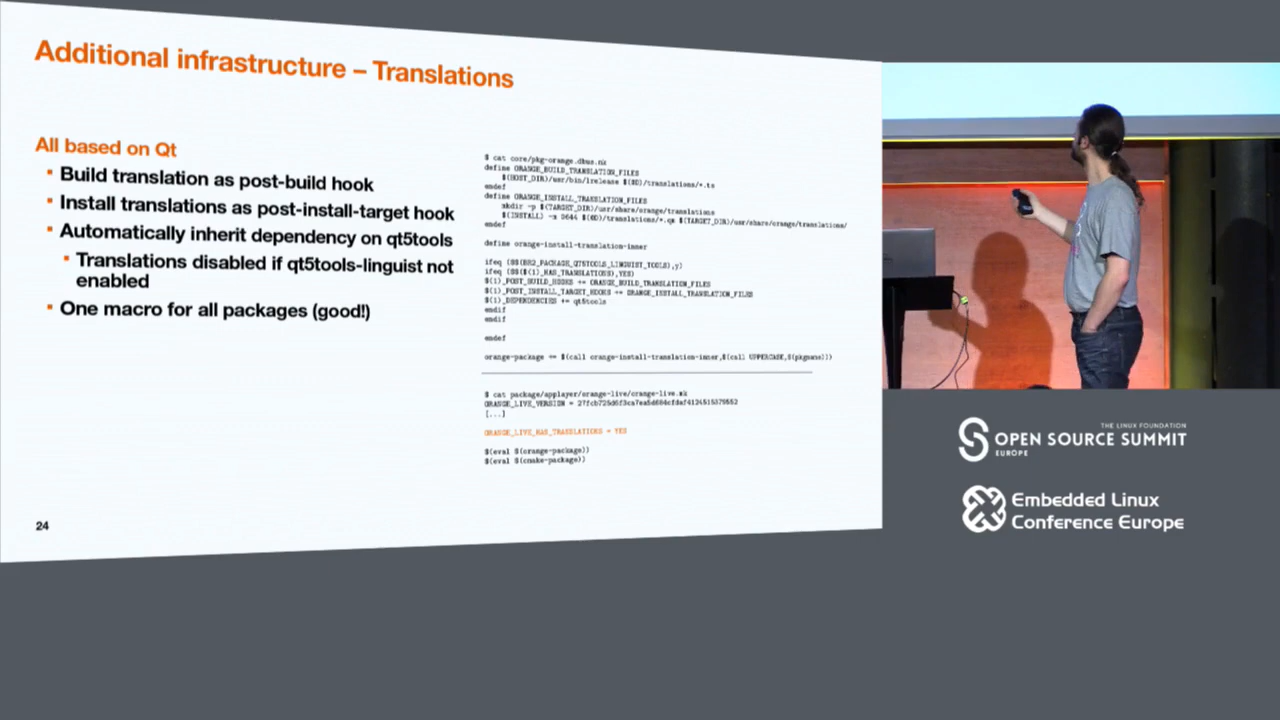 Additional infrastructure – Translations
All based on Qt
Build translation as post-build hook
Install translations as post-install-target hook
Automatically inherit dependency on qt5tools
Translations disabled if qt5tools-linguist not
enabled
One macro for all packages (good!)
24
$ cat core/pkg-orange.dbus.mk
define ORANGE_BUILD_TRANSLATION_FILES
$(HOST_DIR)/usr/bin/lrelease $(@D)/translations/*.ts
endef
define ORANGE_INSTALL_TRANSLATION_FILES
mkdir -p $(TARGET_DIR)/usr/share/orange/translations
$(INSTALL) -m 0644 $(@D)/translations/*.qm $(TARGET_DIR)/usr/share/orange/translations/
endef
define orange-install-translation-inner
ifeq ($$(BR2_PACKAGE_QT5TOOLS_LINGUIST_TOOLS),y)
ifeq ($$($(1)_HAS_TRANSLATIONS),YES)
$(1)_POST_BUILD_HOOKS += ORANGE_BUILD_TRANSLATION_FILES
$(1)_POST_INSTALL_TARGET_HOOKS += ORANGE_INSTALL_TRANSLATION_FILES
$(1)_DEPENDENCIES += qt5tools
endif
endif
endef
orange-package += $(call orange-install-translation-inner,$(call UPPERCASE,$(pkgname)))
$ cat package/applayer/orange-live/orange-live.mk
ORANGE_LIVE_VERSION =
[...]
ORANGE_LIVE_HAS_TRANSLATIONS = YES
$(eval $(orange-package))
$(eval $(cmake-package))
THE LINUX FOUNDATION
OPEN SOURCE SUMMIT
EUROPE
Embedded Linux
Conference Europe